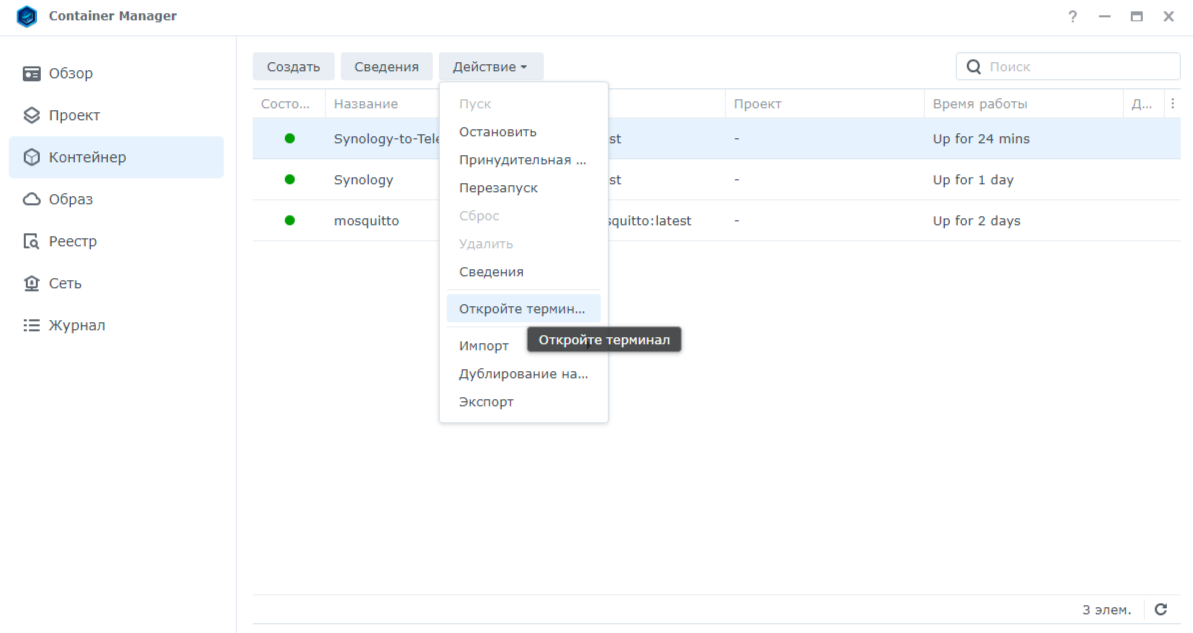 Container Manager
Обзор
Проект
Контейнер
Образ
Реестр
Сеть
Журнал
Создать Сведения Действие
Поиск
Состо... Название Проект Время работы Д...
Synology-to-Tele st - Up for 24 mins
Synology st - Up for 1 day
mosquitto squitto:latest - Up for 2 days
Пуск
Остановить
Принудительная ...
Перезапуск
Сброс
Удалить
Сведения
Откройте термин...
Откройте терминал
Импорт
Дублирование на...
Экспорт
3 элем.